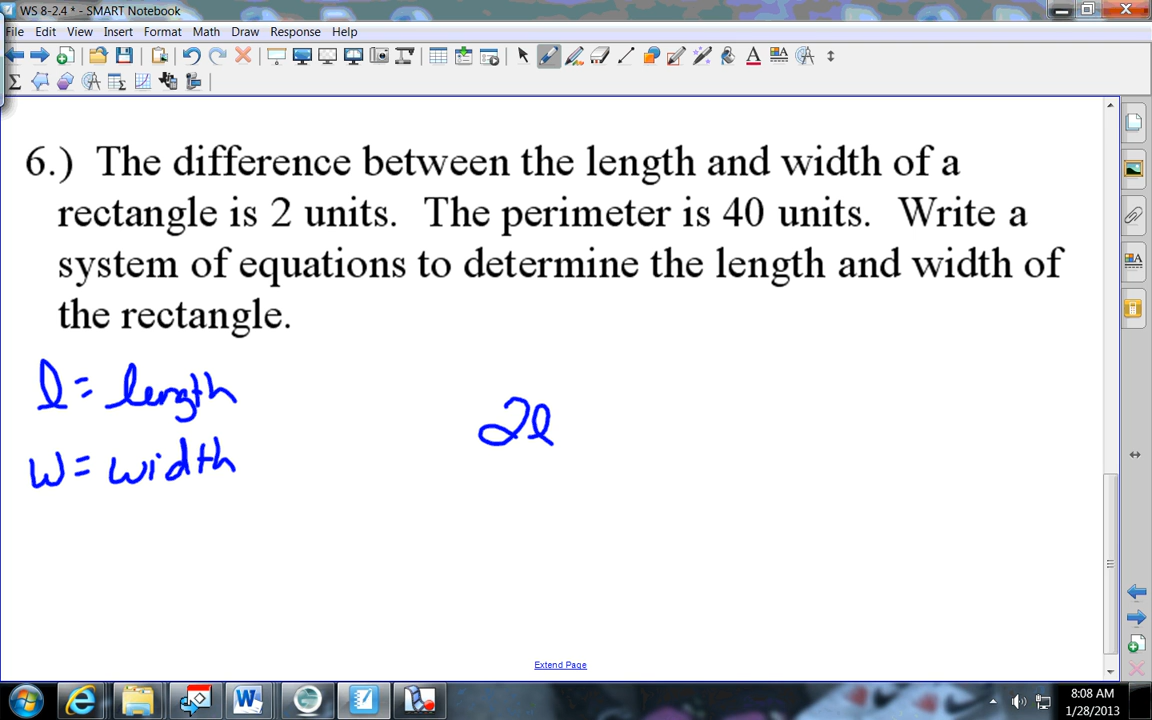 WS 8-2.4 * - SMART Notebook
File Edit View Insert Format Math Draw Response Help
6.) The difference between the length and width of a
rectangle is 2 units. The perimeter is 40 units. Write a
system of equations to determine the length and width of
the rectangle.
l = length
2l
w = width
Extend Page
8:08 AM
1/28/2013